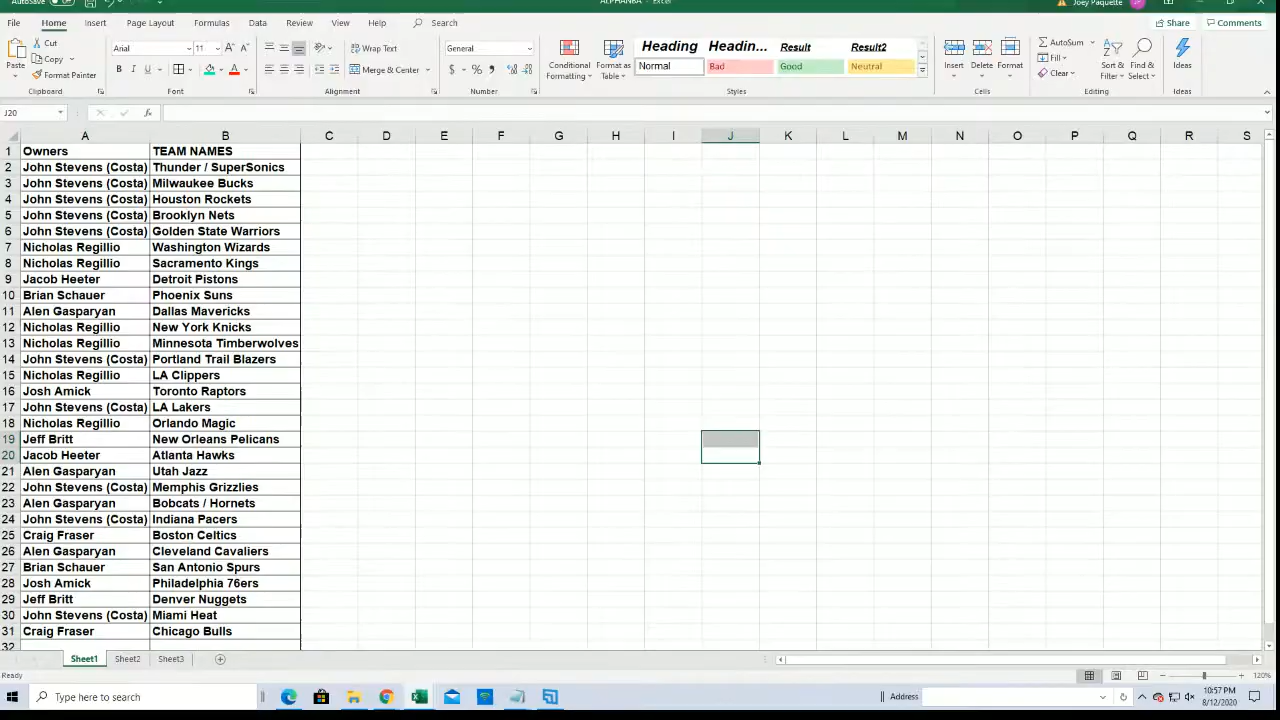 AutoSave
ALPHAN6A - Excel
Joey Paquette
File Home Insert Page Layout Formulas Data Review View Help Search Share Comments
Paste Cut Copy Format Painter Clipboard
Arial 11 B I U Font
Wrap Text Merge & Center Alignment
General $ % , Number
Conditional Formatting Format as Table
Heading Headin... Result Result2
Normal Bad Good Neutral
Styles
Insert Delete Format Cells
AutoSum Fill Clear Sort & Filter Find & Select Editing
Ideas Ideas
J20 fx
A B C D E F G H I J K L M N O P Q R S
1 Owners TEAM NAMES
2 John Stevens (Costa) Thunder / SuperSonics
3 John Stevens (Costa) Milwaukee Bucks
4 John Stevens (Costa) Houston Rockets
5 John Stevens (Costa) Brooklyn Nets
6 John Stevens (Costa) Golden State Warriors
7 Nicholas Regillio Washington Wizards
8 Nicholas Regillio Sacramento Kings
9 Jacob Heeter Detroit Pistons
10 Brian Schauer Phoenix Suns
11 Alen Gasparyan Dallas Mavericks
12 Nicholas Regillio New York Knicks
13 Nicholas Regillio Minnesota Timberwolves
14 John Stevens (Costa) Portland Trail Blazers
15 Nicholas Regillio LA Clippers
16 Josh Amick Toronto Raptors
17 John Stevens (Costa) LA Lakers
18 Nicholas Regillio Orlando Magic
19 Jeff Britt New Orleans Pelicans
20 Jacob Heeter Atlanta Hawks
21 Alen Gasparyan Utah Jazz
22 John Stevens (Costa) Memphis Grizzlies
23 Alen Gasparyan Bobcats / Hornets
24 John Stevens (Costa) Indiana Pacers
25 Craig Fraser Boston Celtics
26 Alen Gasparyan Cleveland Cavaliers
27 Brian Schauer San Antonio Spurs
28 Josh Amick Philadelphia 76ers
29 Jeff Britt Denver Nuggets
30 John Stevens (Costa) Miami Heat
31 Craig Fraser Chicago Bulls
32
Sheet1 Sheet2 Sheet3
Ready 120%
Type here to search Address 10:57 PM
8/12/2020